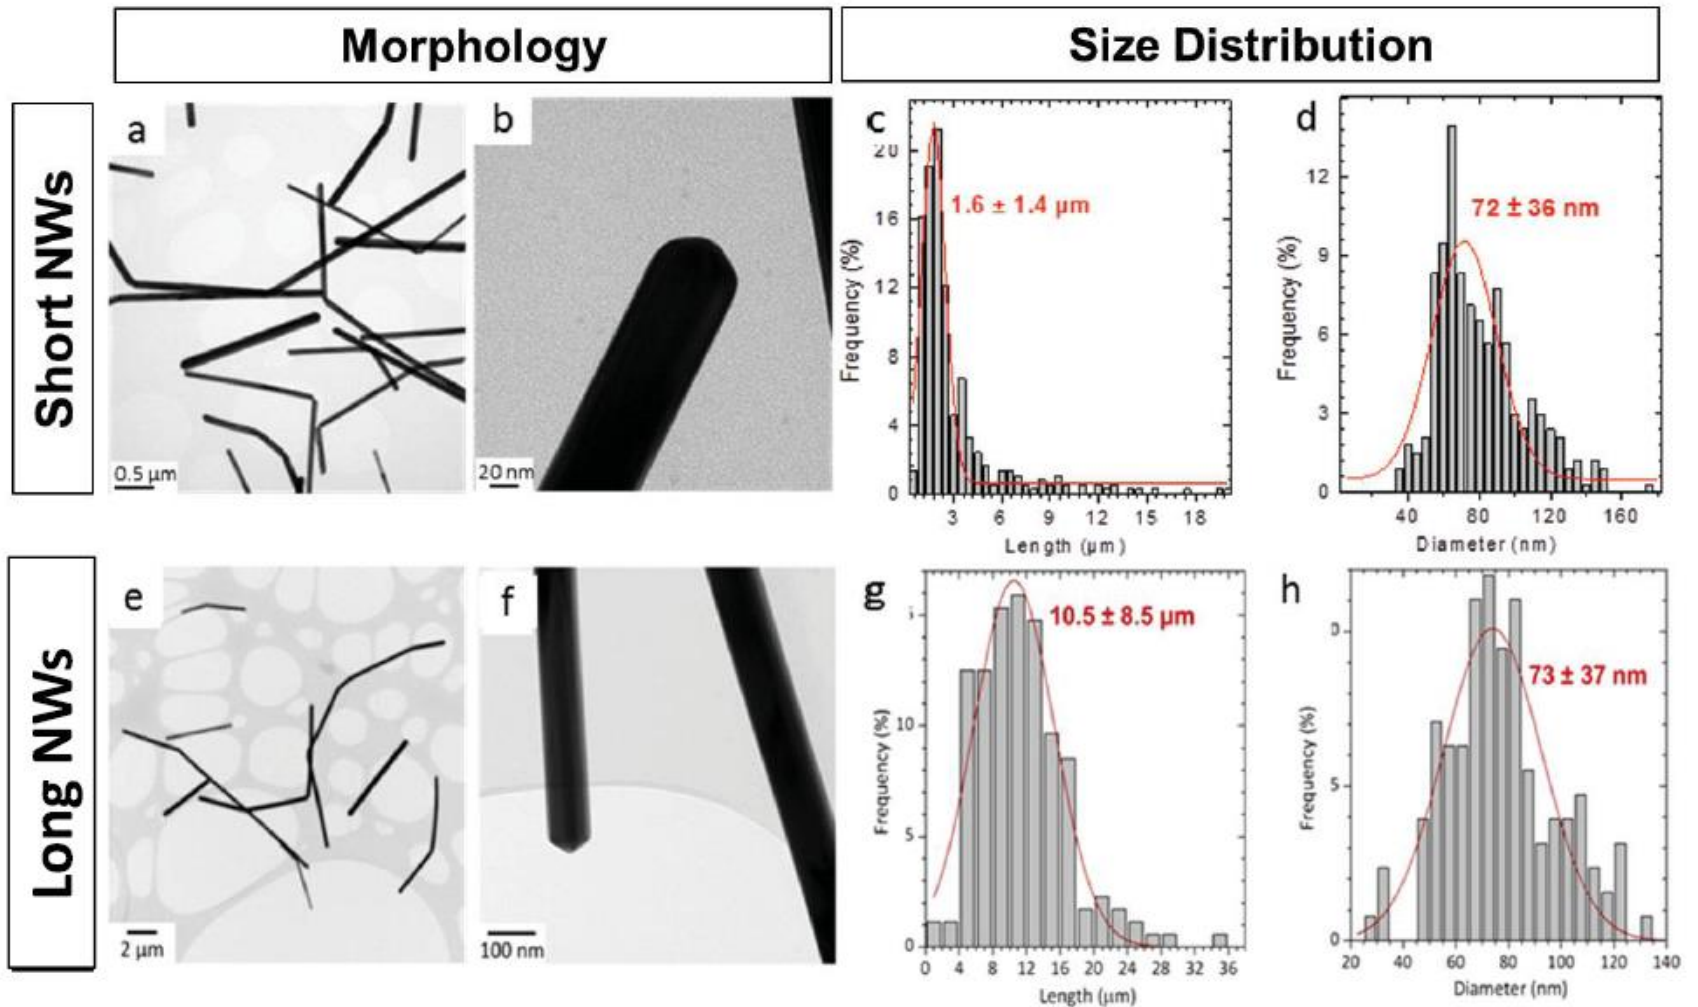 Morphology
Size Distribution
Short NWs
a
0.5 µm
b
20 nm
c
1.6 ± 1.4 µm
Frequency (%)
20
16
12
8
4
0
3 6 9 12 15 18
Length (µm)
d
72 ± 36 nm
Frequency (%)
12
9
6
3
0
40 80 120 160
Diameter (nm)
Long NWs
e
2 µm
f
100 nm
g
10.5 ± 8.5 µm
Frequency (%)
10
5
0
0 4 8 12 16 20 24 28 32 36
Length (µm)
h
73 ± 37 nm
Frequency (%)
5
0
20 40 60 80 100 120 140
Diameter (nm)